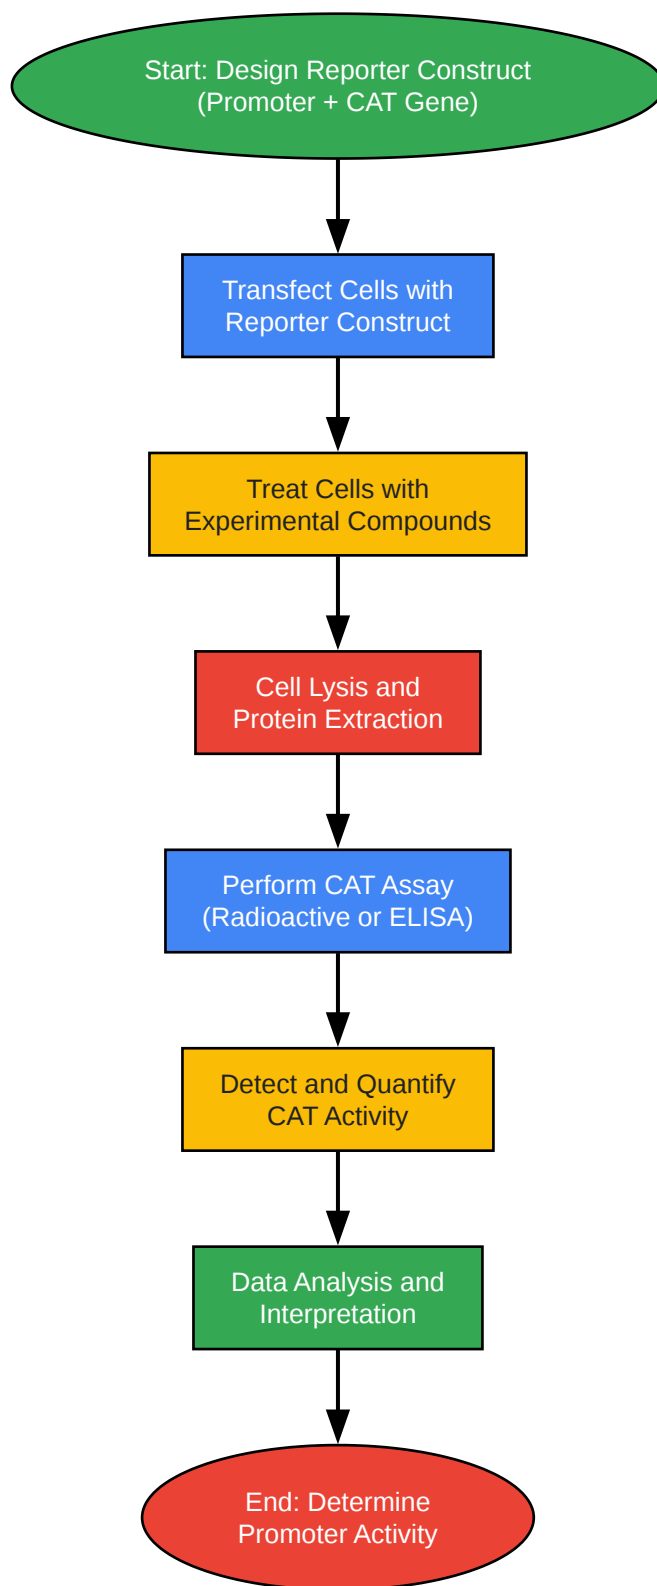 Start: Design Reporter Construct
(Promoter + CAT Gene)
Transfect Cells with
Reporter Construct
Treat Cells with
Experimental Compounds
Cell Lysis and
Protein Extraction
Perform CAT Assay
(Radioactive or ELISA)
Detect and Quantify
CAT Activity
Data Analysis and
Interpretation
End: Determine
Promoter Activity